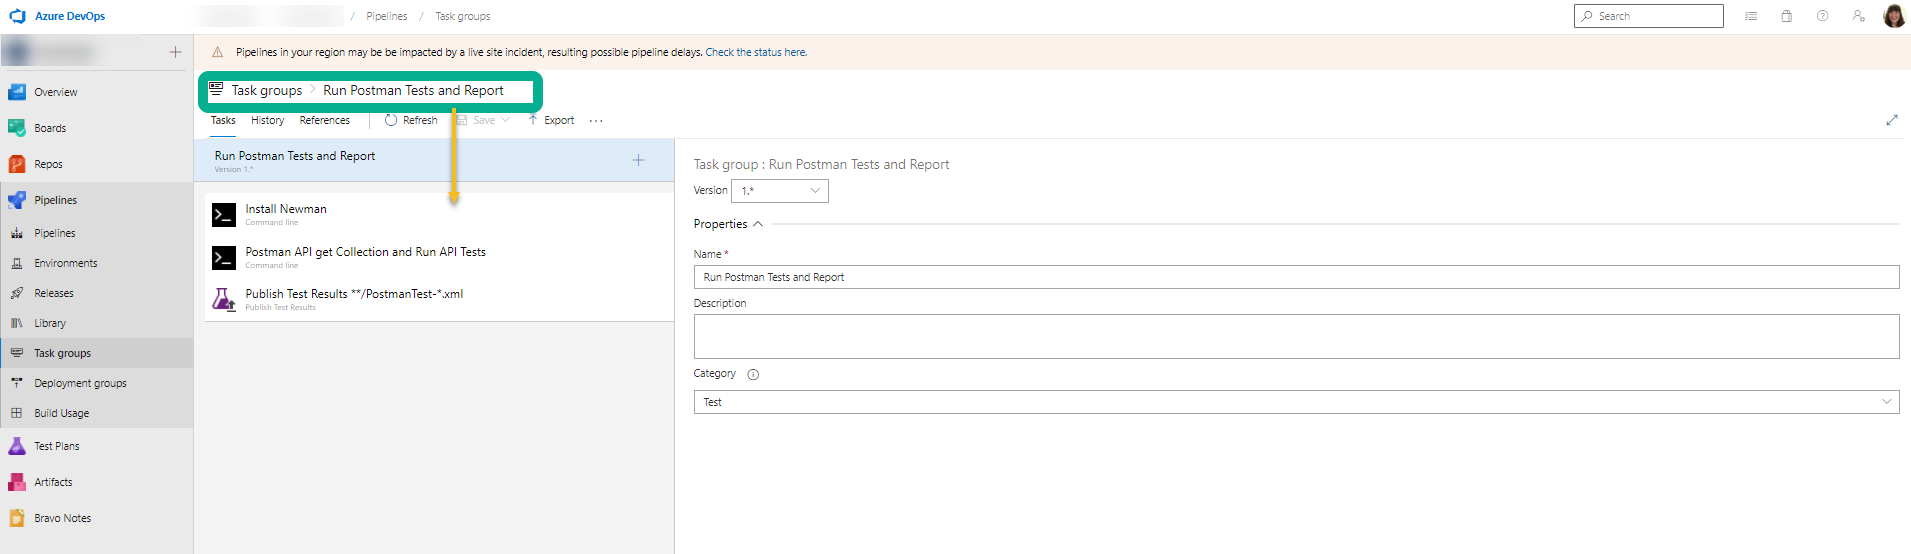 Azure DevOps / Pipelines / Task groups Search
Pipelines in your region may be be impacted by a live site incident, resulting possible pipeline delays. Check the status here.
Overview
Boards
Repos
Pipelines
Pipelines
Environments
Releases
Library
Task groups
Deployment groups
Build Usage
Test Plans
Artifacts
Bravo Notes
Task groups > Run Postman Tests and Report
Tasks History References Refresh Save Export ...
Run Postman Tests and Report
Version 1.*
Install Newman
Command line
Postman API get Collection and Run API Tests
Command line
Publish Test Results **/PostmanTest-*.xml
Publish Test Results
Task group : Run Postman Tests and Report
Version 1.*
Properties
Name *
Run Postman Tests and Report
Description
Category
Test